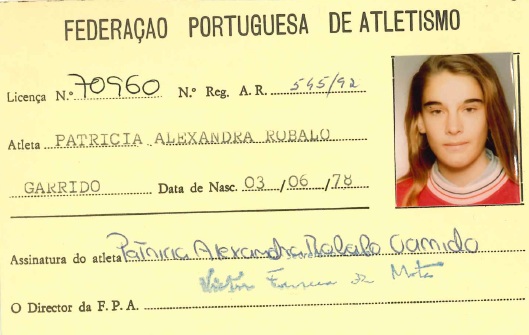 FEDERAÇAO PORTUGUESA DE ATLETISMO
Licença N.º 70960 N.º Reg. A.R. 545/92
Atleta PATRICIA ALEXANDRA ROBALO
GARRIDO Data de Nasc. 03/06/78
Assinatura do atleta Patricia Alexandra Robalo Garrido
O Director da F.P.A.